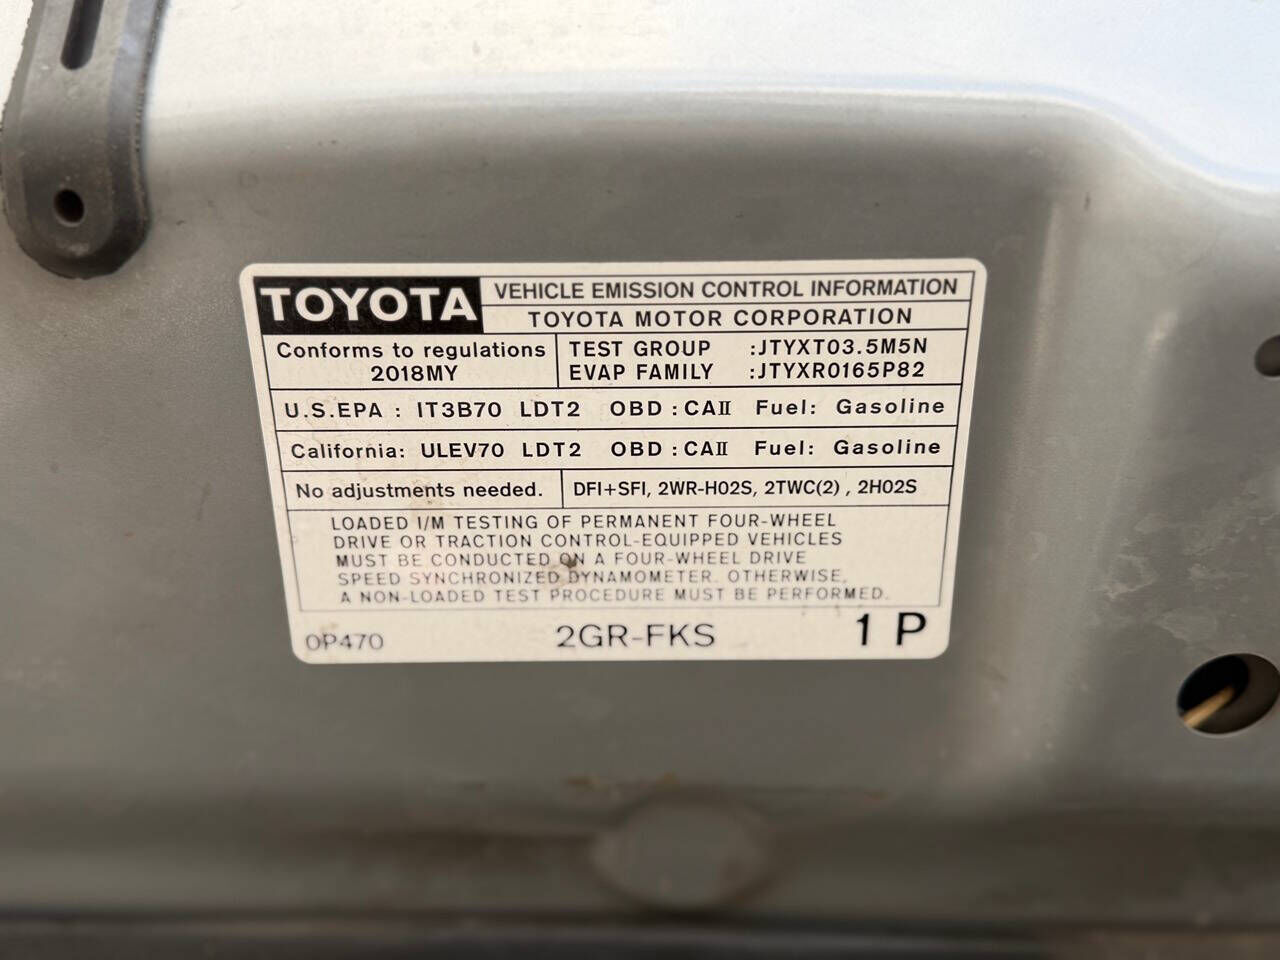 TOYOTA VEHICLE EMISSION CONTROL INFORMATION
TOYOTA MOTOR CORPORATION
Conforms to regulations
2018MY
TEST GROUP :JTYXT03.5M5N
EVAP FAMILY :JTYXR0165P82
U.S.EPA : IT3B70 LDT2 OBD : CAⅡ Fuel: Gasoline
California: ULEV70 LDT2 OBD : CAⅡ Fuel: Gasoline
No adjustments needed.
DFI+SFI, 2WR-HO2S, 2TWC(2) , 2HO2S
LOADED I/M TESTING OF PERMANENT FOUR-WHEEL
DRIVE OR TRACTION CONTROL-EQUIPPED VEHICLES
MUST BE CONDUCTED ON A FOUR-WHEEL DRIVE
SPEED SYNCHRONIZED DYNAMOMETER. OTHERWISE,
A NON-LOADED TEST PROCEDURE MUST BE PERFORMED.
0P470 2GR-FKS 1 P